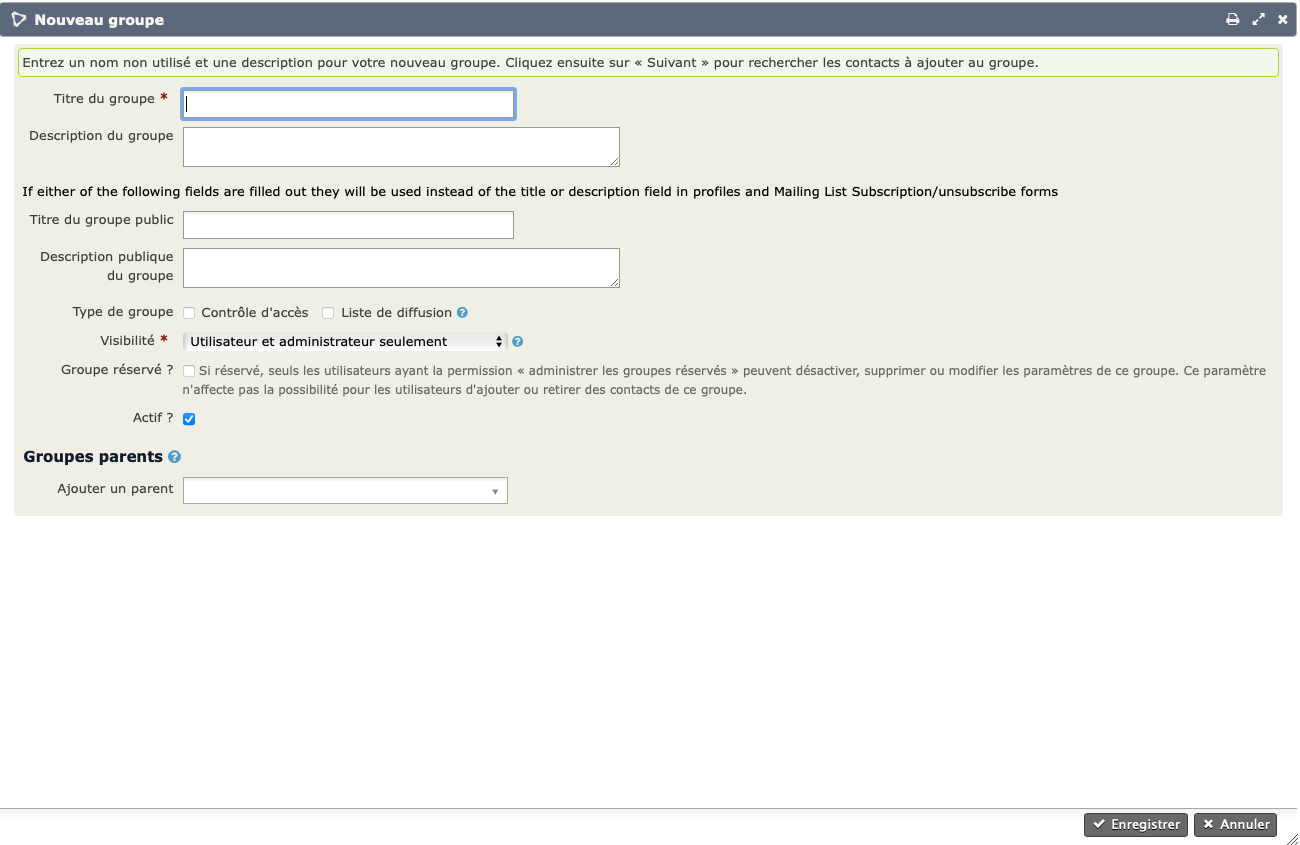 Nouveau groupe
Entrez un nom non utilisé et une description pour votre nouveau groupe. Cliquez ensuite sur « Suivant » pour rechercher les contacts à ajouter au groupe.
Titre du groupe *
Description du groupe
If either of the following fields are filled out they will be used instead of the title or description field in profiles and Mailing List Subscription/unsubscribe forms
Titre du groupe public
Description publique
du groupe
Type de groupe Contrôle d'accès Liste de diffusion ?
Visibilité * Utilisateur et administrateur seulement ?
Groupe réservé ? Si réservé, seuls les utilisateurs ayant la permission « administrer les groupes réservés » peuvent désactiver, supprimer ou modifier les paramètres de ce groupe. Ce paramètre
n'affecte pas la possibilité pour les utilisateurs d'ajouter ou retirer des contacts de ce groupe.
Actif ?
Groupes parents ?
Ajouter un parent
Enregistrer Annuler